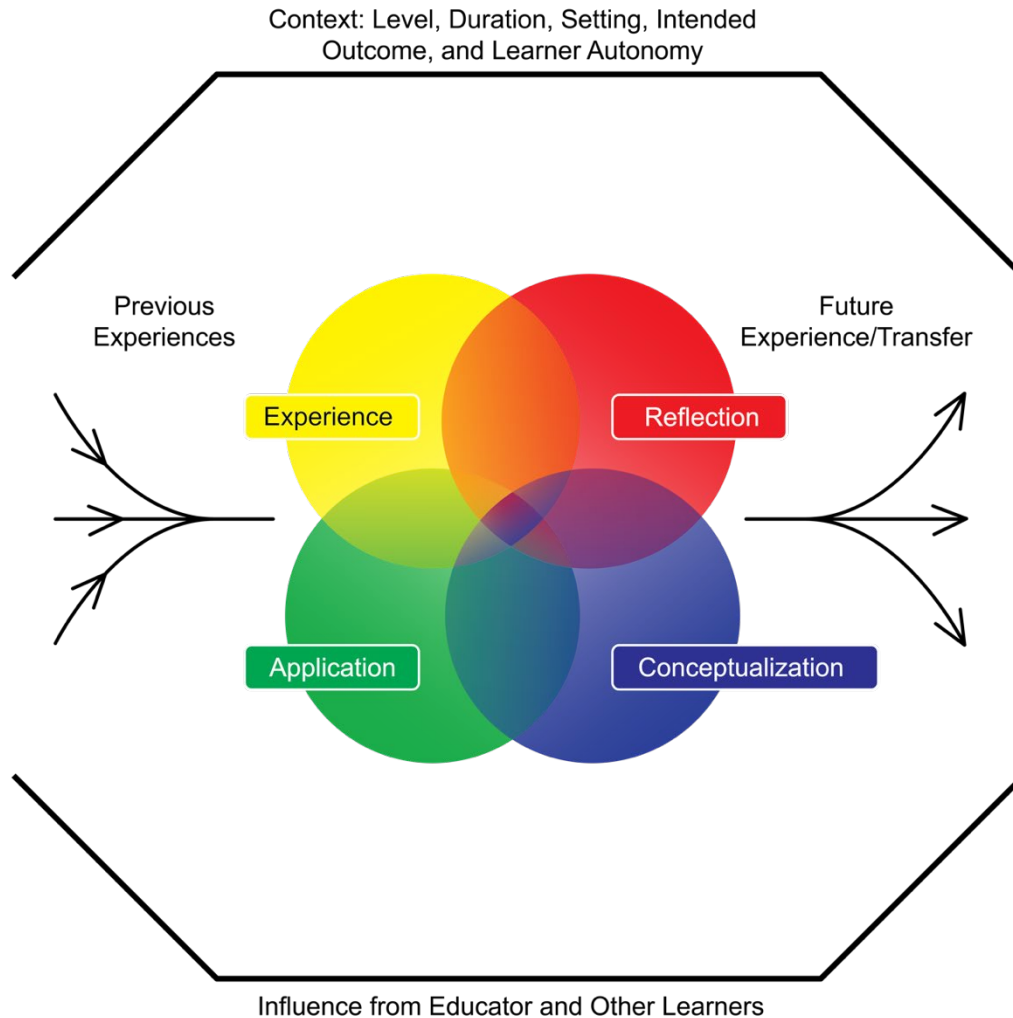 Context: Level, Duration, Setting, Intended
Outcome, and Learner Autonomy
Previous
Experiences
Future
Experience/Transfer
Experience
Reflection
Application
Conceptualization
Influence from Educator and Other Learners